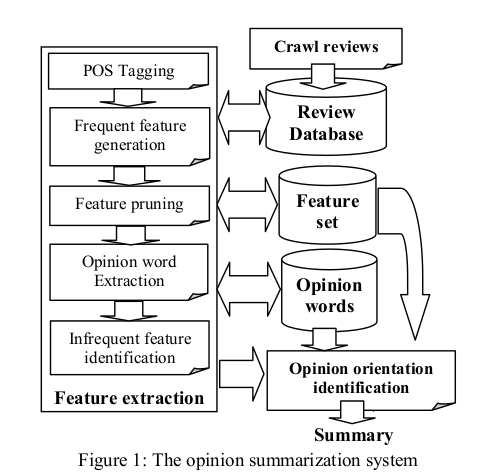 Crawl reviews
POS Tagging
Frequent feature
generation
Review
Database
Feature pruning
Feature
set
Opinion word
Extraction
Opinion
words
Infrequent feature
identification
Feature extraction
Opinion orientation
identification
Summary
Figure 1: The opinion summarization system